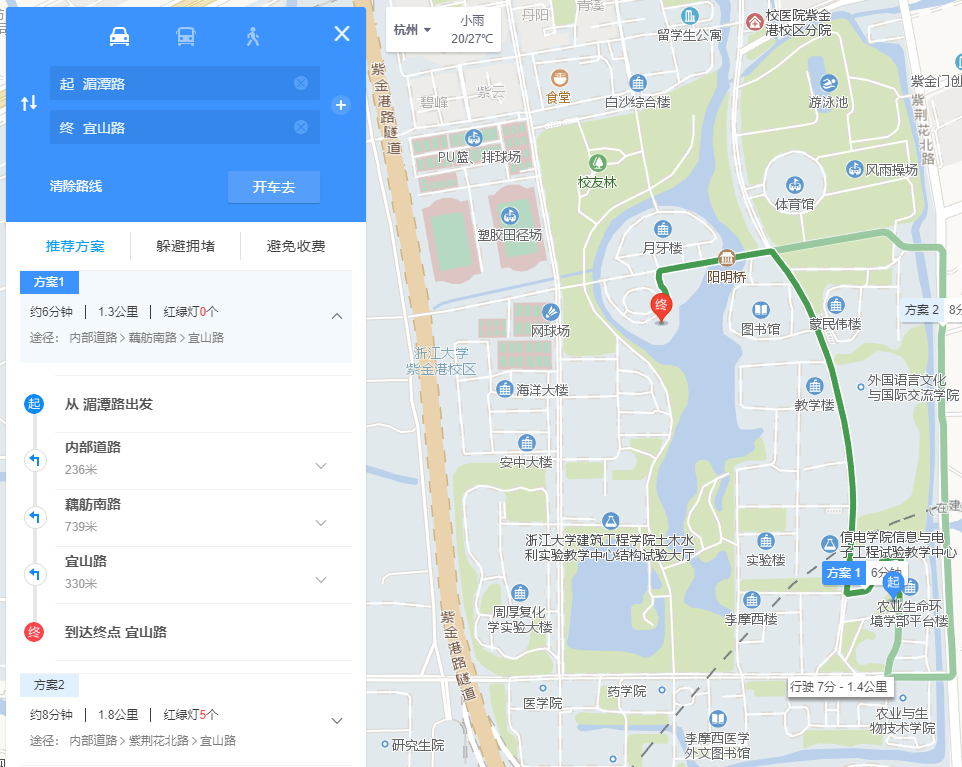 起 湄潭路
终 宜山路
清除路线
开车去
推荐方案
躲避拥堵
避免收费
方案1
约6分钟 | 1.3公里 | 红绿灯0个
途径： 内部道路 > 藕舫南路 > 宜山路
起 从 湄潭路出发
内部道路
236米
藕舫南路
739米
宜山路
330米
终 到达终点 宜山路
方案2
约8分钟 | 1.8公里 | 红绿灯5个
途径： 内部道路 > 紫荆花北路 > 宜山路
杭州
小雨
20/27℃
丹阳
青溪
留学生公寓
校医院紫金
港校区分院
紫金港路隧道
碧峰
紫云
食堂
白沙综合楼
游泳池
紫金门创
紫荆花北路
PU篮、排球场
校友林
风雨操场
体育馆
塑胶田径场
月牙楼
阳明桥
终
方案 2 8分
图书馆
蒙民伟楼
网球场
浙江大学
紫金港校区
海洋大楼
外国语言文化
与国际交流学院
教学楼
安中大楼
在建
浙江大学建筑工程学院土木水
利实验教学中心结构试验大厅
信电学院信息与电
子工程试验教学中心
实验楼
方案 1 6分钟
起
农业生命环
境学部平台楼
周厚复化
学实验大楼
李摩西楼
紫金港路隧道
行驶 7分 - 1.4公里
医学院
药学院
农业与生
物技术学院
李摩西医学
外文图书馆
研究生院